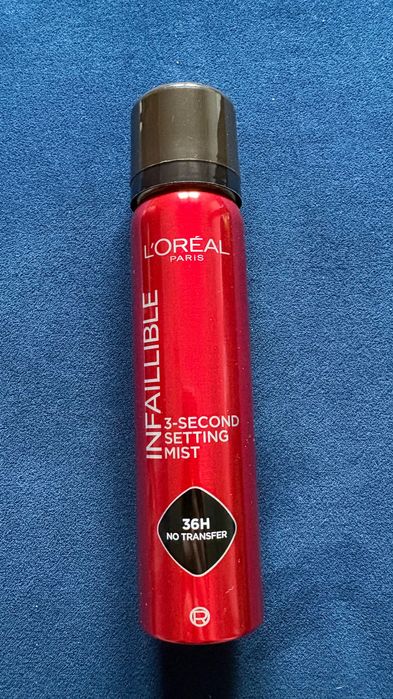 L'ORÉAL
PARIS
INFAILLIBLE
3-SECOND
SETTING
MIST
36H
NO TRANSFER